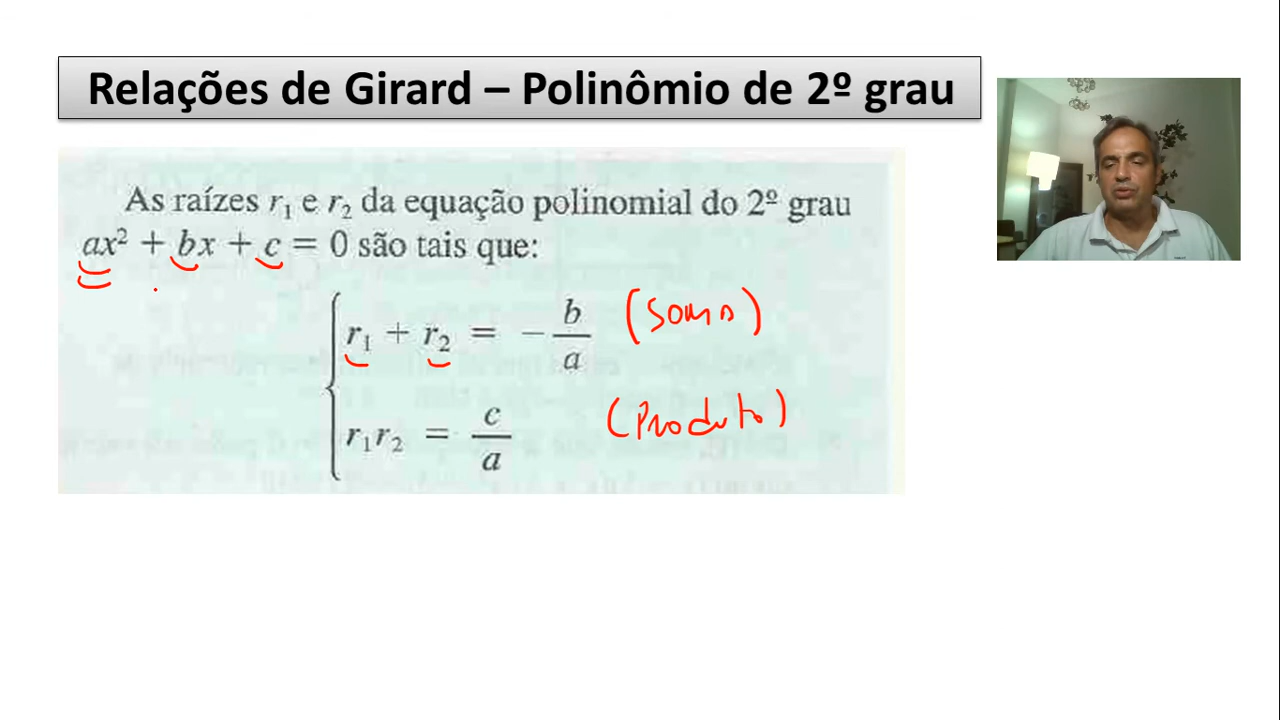 Relações de Girard – Polinômio de 2º grau
As raízes r₁ e r₂ da equação polinomial do 2º grau
ax² + bx + c = 0 são tais que:
r₁ + r₂ = - b/a (soma)
r₁r₂ = c/a (Produto)